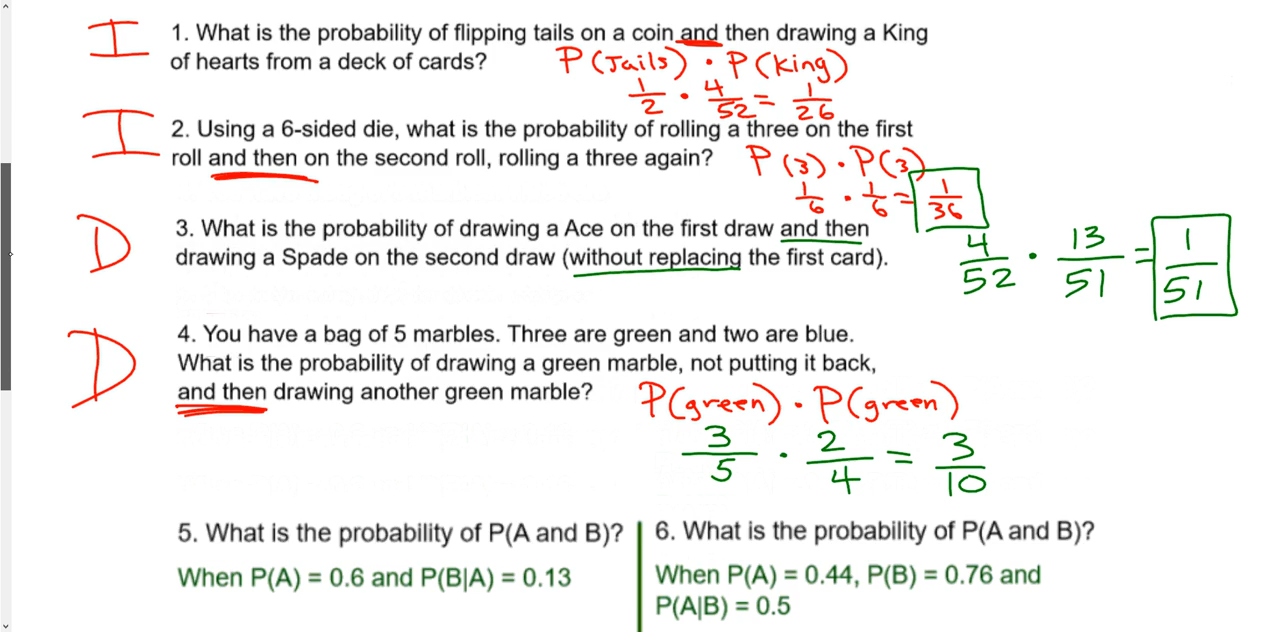 I
1. What is the probability of flipping tails on a coin and then drawing a King
of hearts from a deck of cards?
P(Tails) · P(King)
1/2 · 4/52 = 1/26
I
2. Using a 6-sided die, what is the probability of rolling a three on the first
roll and then on the second roll, rolling a three again?
P(3) · P(3)
1/6 · 1/6 = 1/36
D
3. What is the probability of drawing a Ace on the first draw and then
drawing a Spade on the second draw (without replacing the first card).
4/52 · 13/51 = 1/51
D
4. You have a bag of 5 marbles. Three are green and two are blue.
What is the probability of drawing a green marble, not putting it back,
and then drawing another green marble?
P(green) · P(green)
3/5 · 2/4 = 3/10
5. What is the probability of P(A and B)?
When P(A) = 0.6 and P(B|A) = 0.13
6. What is the probability of P(A and B)?
When P(A) = 0.44, P(B) = 0.76 and
P(A|B) = 0.5